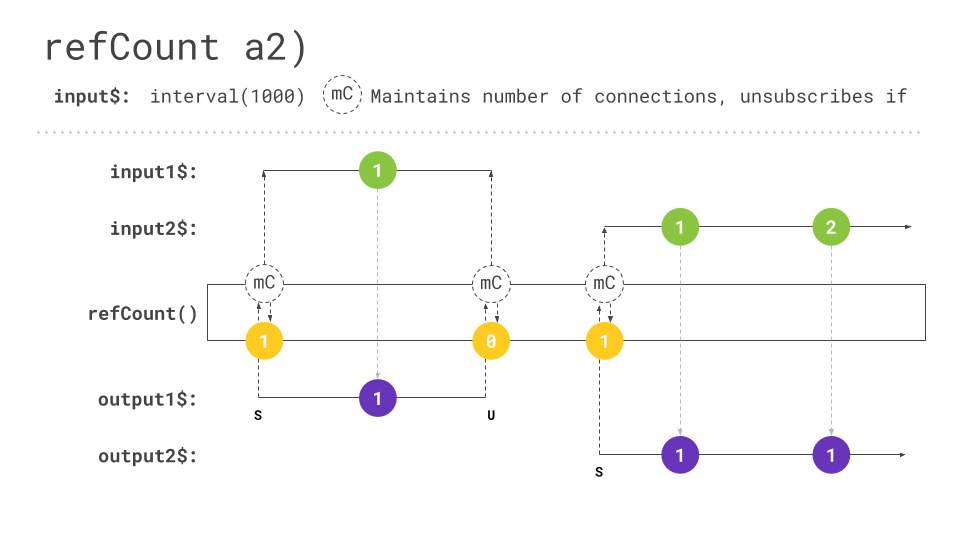 refCount a2)
input$: interval(1000) mC Maintains number of connections, unsubscribes if
input1$: 1
input2$: 1 2
mC mC mC
refCount()
1 0 1
output1$: 1
S U
output2$: 1 1
S